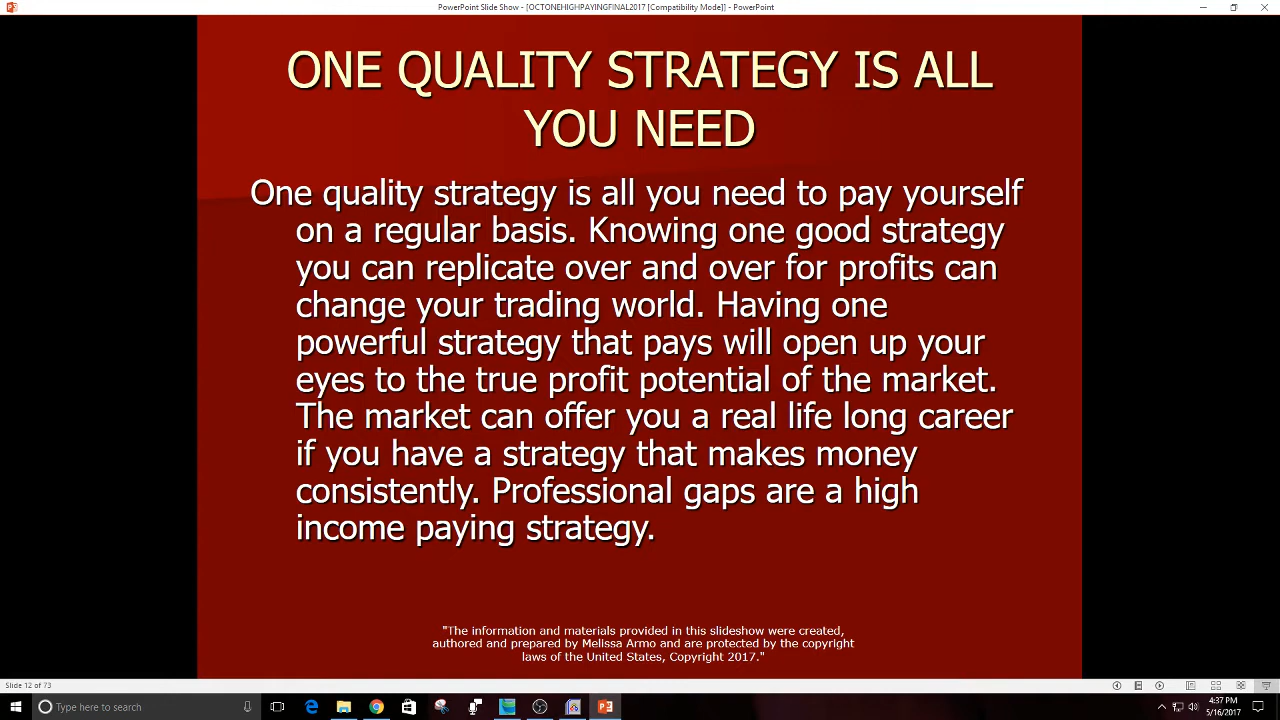 PowerPoint Slide Show - [OCTONEHIGHPAYINGFINAL2017 [Compatibility Mode]] - PowerPoint
ONE QUALITY STRATEGY IS ALL
YOU NEED
One quality strategy is all you need to pay yourself
on a regular basis. Knowing one good strategy
you can replicate over and over for profits can
change your trading world. Having one
powerful strategy that pays will open up your
eyes to the true profit potential of the market.
The market can offer you a real life long career
if you have a strategy that makes money
consistently. Professional gaps are a high
income paying strategy.
"The information and materials provided in this slideshow were created,
authored and prepared by Melissa Armo and are protected by the copyright
laws of the United States, Copyright 2017."
Slide 12 of 73
Type here to search
4:37 PM
5/16/2017